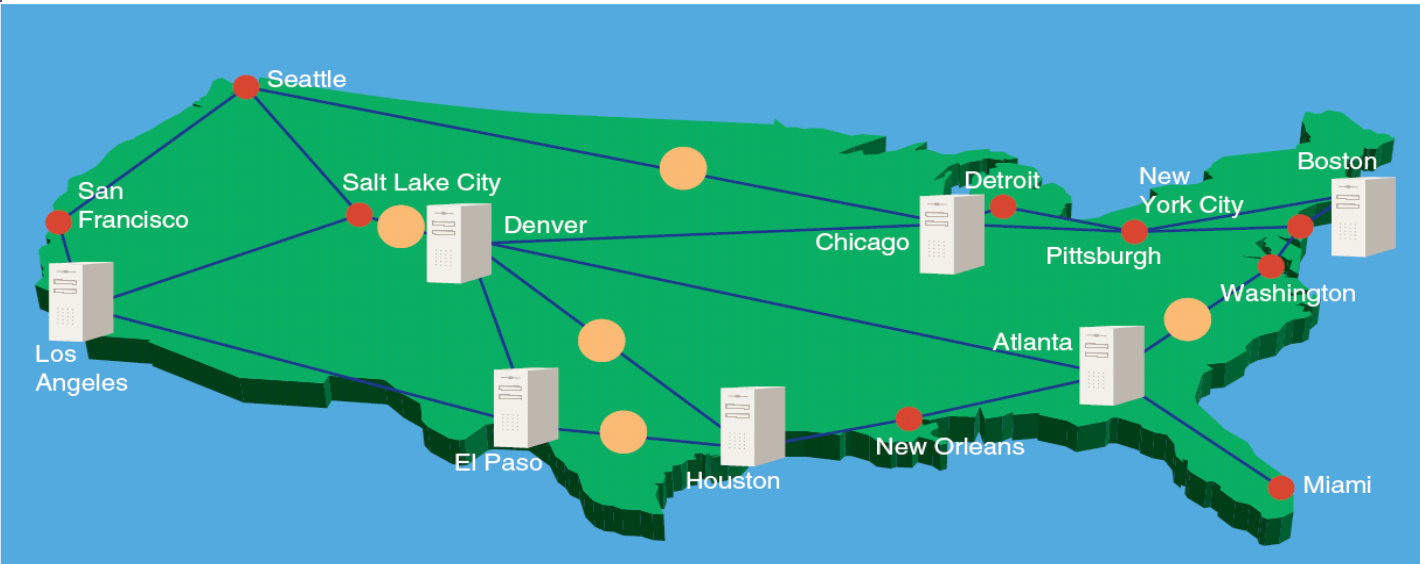 Seattle
San
Francisco
Salt Lake City
Denver
Chicago
Detroit
Pittsburgh
New
York City
Boston
Washington
Atlanta
Los
Angeles
El Paso
Houston
New Orleans
Miami